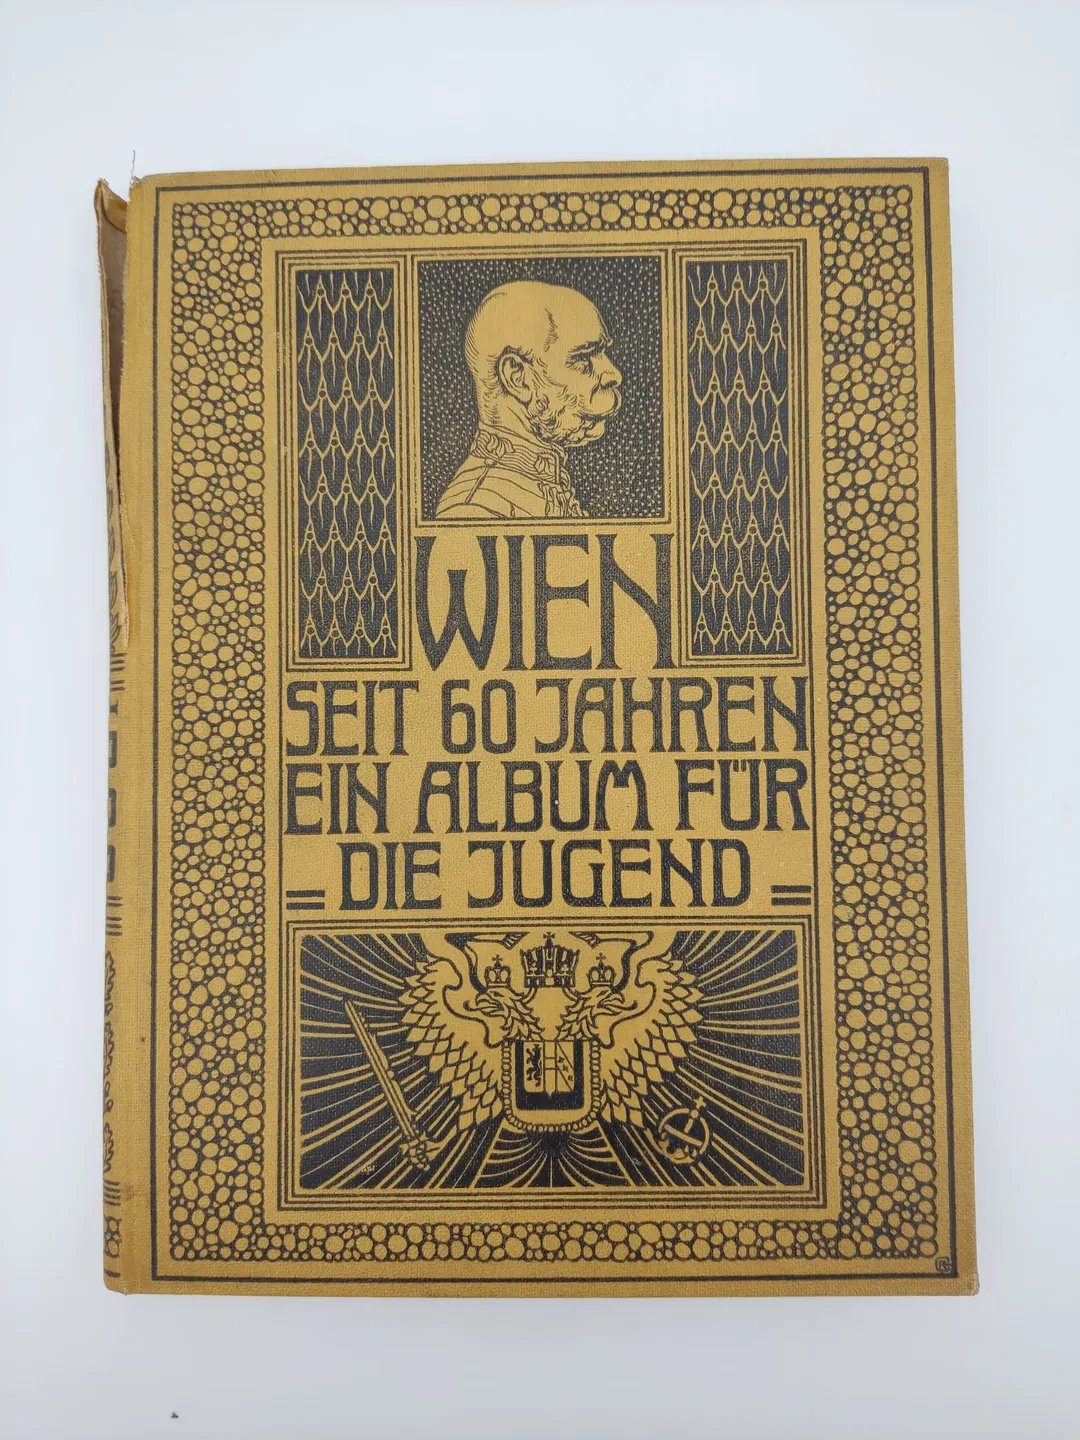 WIEN
SEIT 60 JAHREN
EIN ALBUM FÜR
DIE JUGEND